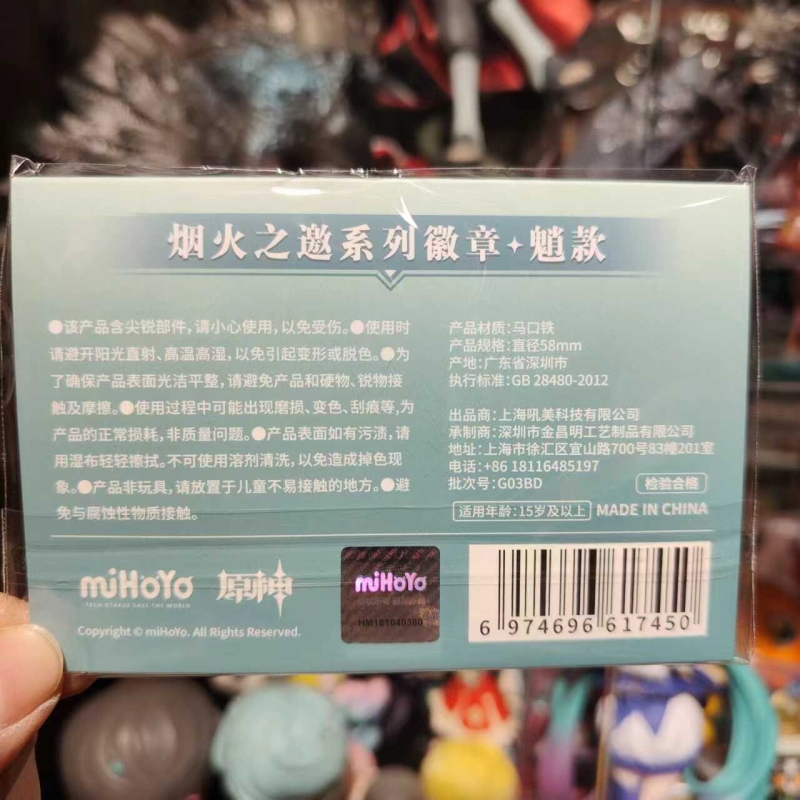 烟火之邀系列徽章✦魈款
●该产品含尖锐部件,请小心使用,以免受伤。●使用时
请避开阳光直射、高温高湿,以免引起变形或脱色。●为
了确保产品表面光洁平整,请避免产品和硬物、锐物接
触及摩擦。●使用过程中可能出现磨损、变色、刮痕等,为
产品的正常损耗,非质量问题。●产品表面如有污渍,请
用湿布轻轻擦拭。不可使用溶剂清洗,以免造成掉色现
象。●产品非玩具,请放置于儿童不易接触的地方。●避
免与腐蚀性物质接触。
产品材质:马口铁
产品规格:直径58mm
产地:广东省深圳市
执行标准:GB 28480-2012
出品商:上海吼美科技有限公司
承制商:深圳市金昌明工艺制品有限公司
地址:上海市徐汇区宜山路700号83幢201室
电话:+86 18116485197
批次号:G03BD
检验合格
适用年龄:15岁及以上 MADE IN CHINA
miHoYo
TECH OTAKUS SAVE THE WORLD
原神
Copyright © miHoYo. All Rights Reserved.
miHoYo
HM181040380
6 974696 617450